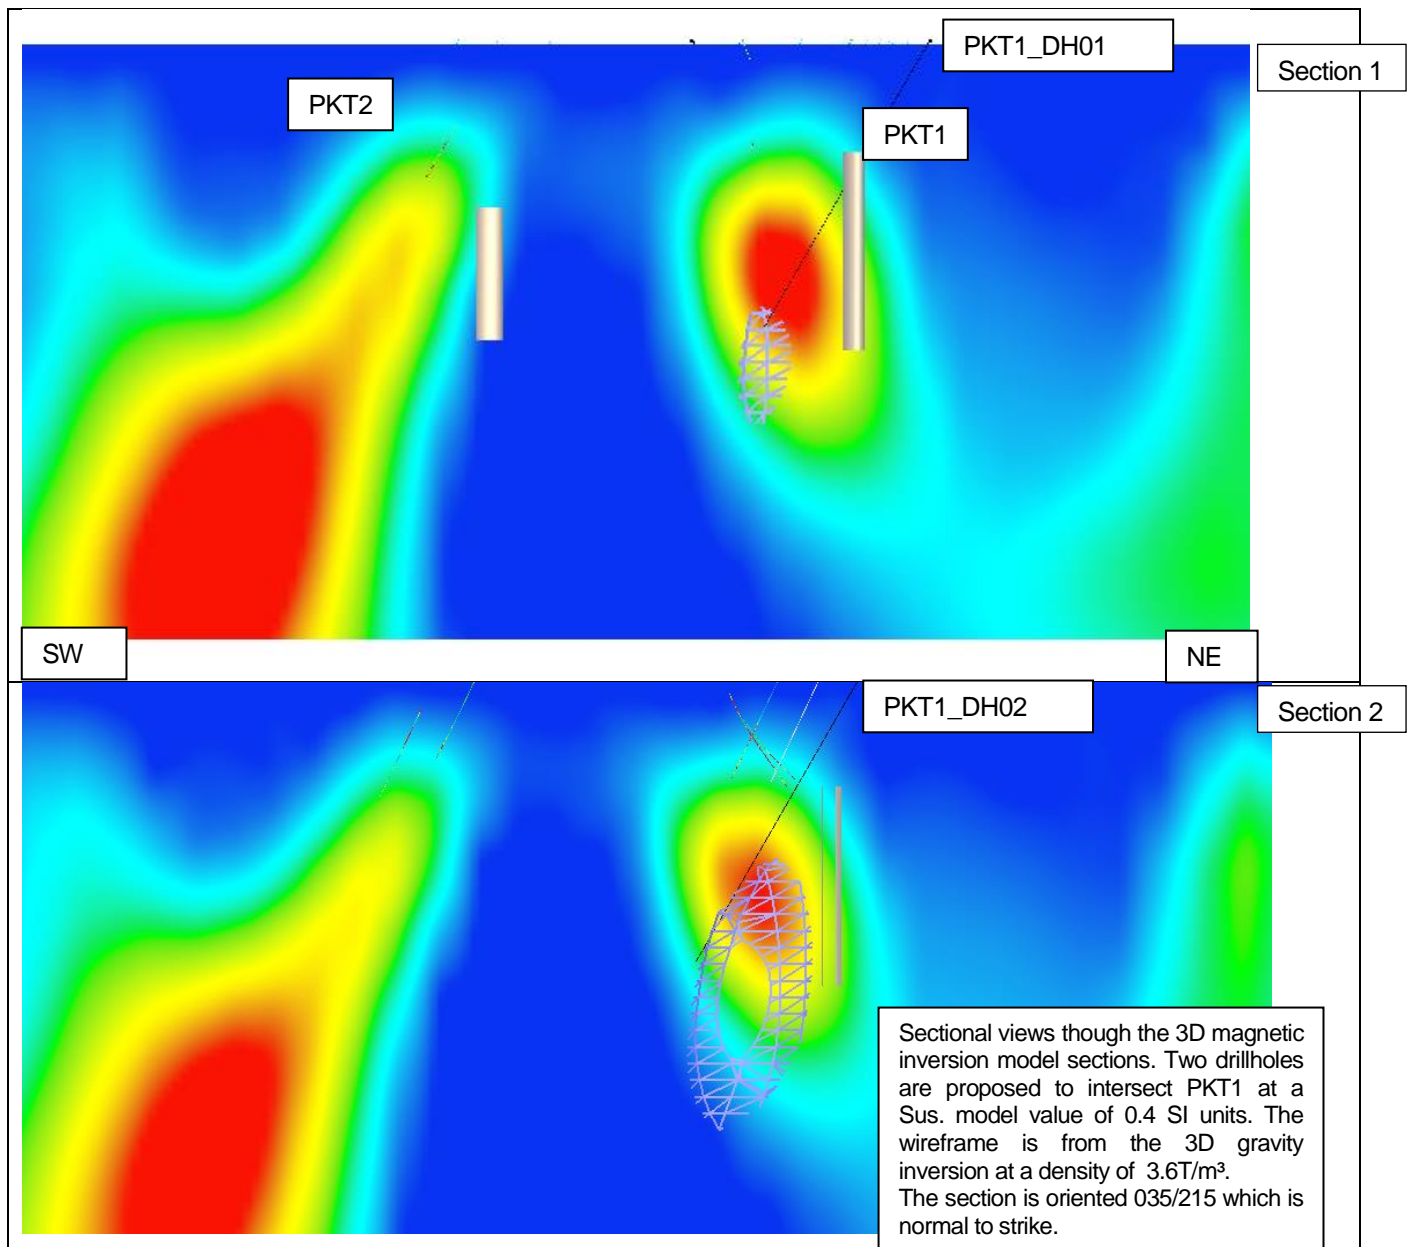 PKT1_DH01
Section 1
PKT2
PKT1
SW
NE
PKT1_DH02
Section 2
Sectional views though the 3D magnetic
inversion model sections. Two drillholes
are proposed to intersect PKT1 at a
Sus. model value of 0.4 SI units. The
wireframe is from the 3D gravity
inversion at a density of 3.6T/m³.
The section is oriented 035/215 which is
normal to strike.